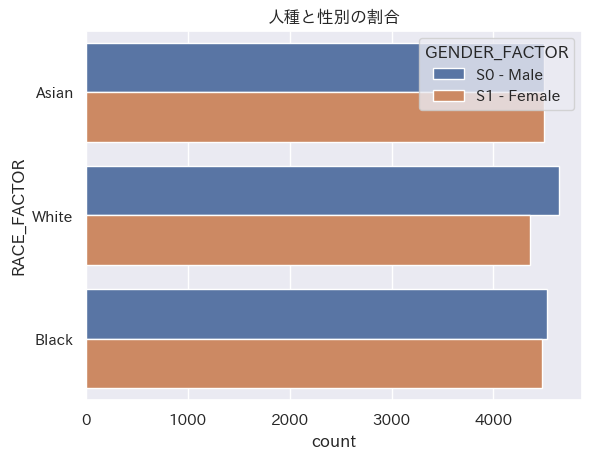 人種と性別の割合
GENDER_FACTOR
S0 - Male
S1 - Female
RACE_FACTOR
Asian
White
Black
0 1000 2000 3000 4000
count